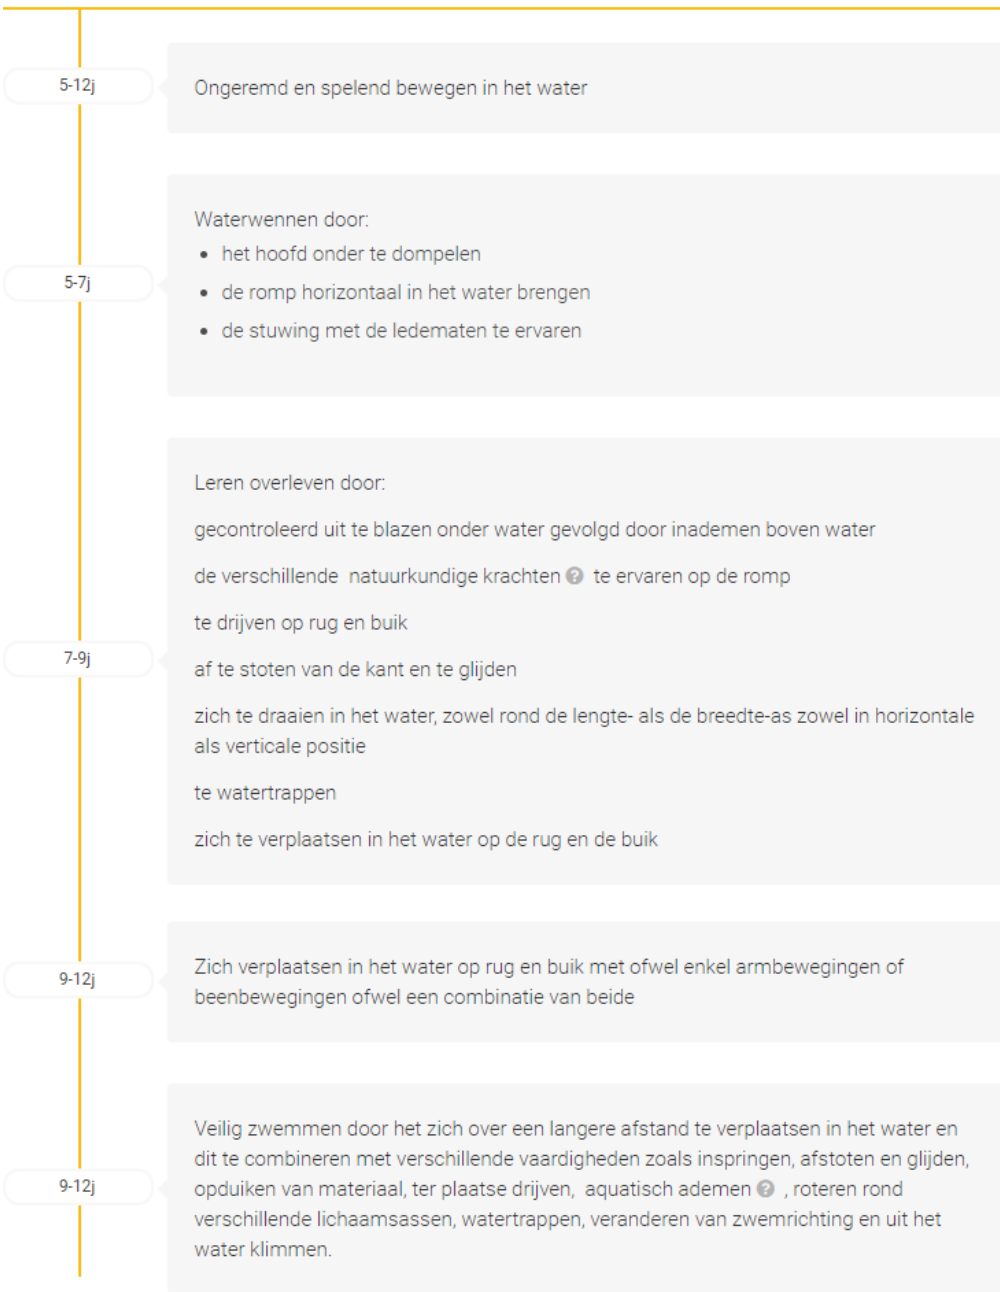 5-12j
Ongeremd en spelend bewegen in het water
5-7j
Waterwennen door:
• het hoofd onder te dompelen
• de romp horizontaal in het water brengen
• de stuwing met de ledematen te ervaren
7-9j
Leren overleven door:
gecontroleerd uit te blazen onder water gevolgd door inademen boven water
de verschillende natuurkundige krachten ? te ervaren op de romp
te drijven op rug en buik
af te stoten van de kant en te glijden
zich te draaien in het water, zowel rond de lengte- als de breedte-as zowel in horizontale
als verticale positie
te watertrappen
zich te verplaatsen in het water op de rug en de buik
9-12j
Zich verplaatsen in het water op rug en buik met ofwel enkel armbewegingen of
beenbewegingen ofwel een combinatie van beide
9-12j
Veilig zwemmen door het zich over een langere afstand te verplaatsen in het water en
dit te combineren met verschillende vaardigheden zoals inspringen, afstoten en glijden,
opduiken van materiaal, ter plaatse drijven, aquatisch ademen ? , roteren rond
verschillende lichaamsassen, watertrappen, veranderen van zwemrichting en uit het
water klimmen.